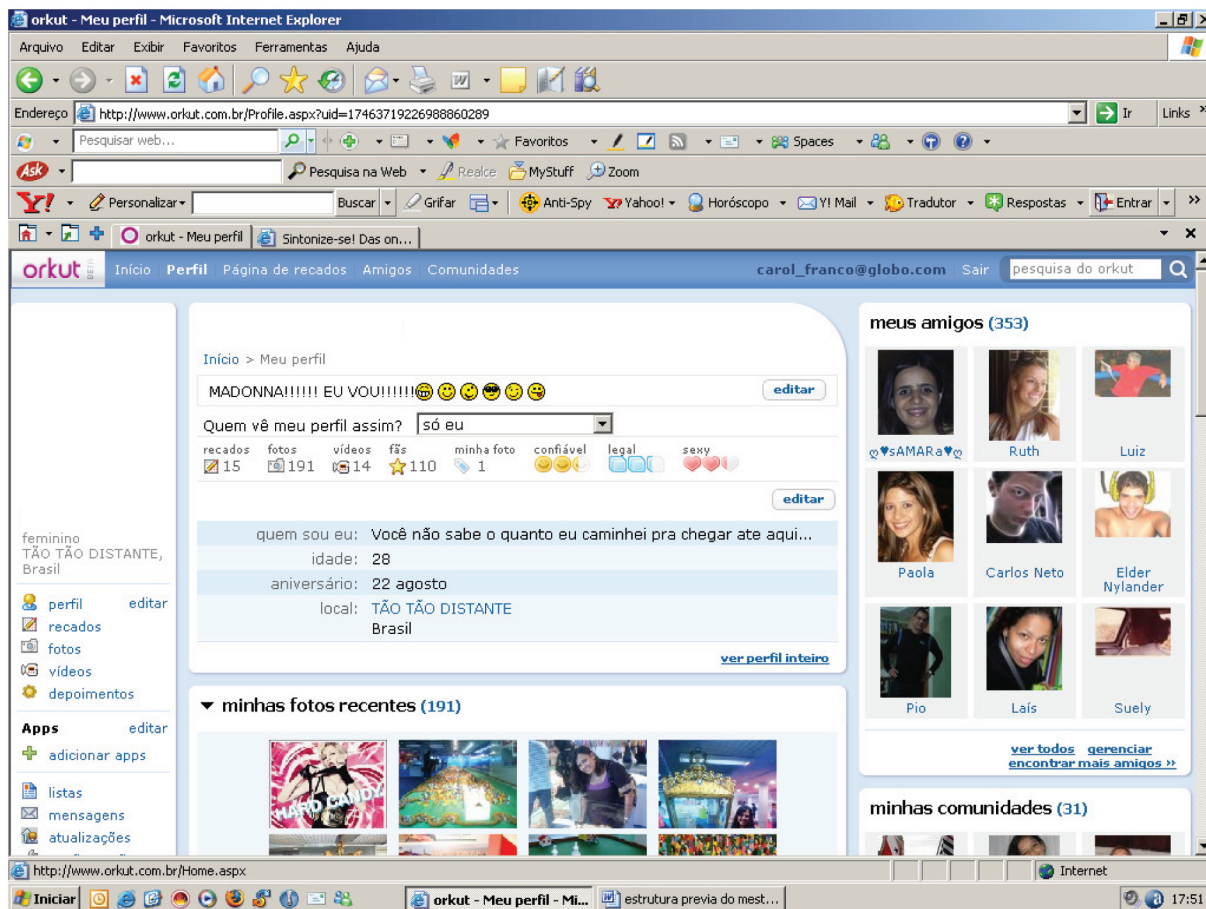 orkut - Meu perfil - Microsoft Internet Explorer
Arquivo Editar Exibir Favoritos Ferramentas Ajuda
Endereço http://www.orkut.com.br/Profile.aspx?uid=17463719226988860289 Ir Links »
Pesquisar web... Favoritos Spaces
Ask Pesquisa na Web Realce MyStuff Zoom
Y! Personalizar Buscar Grifar Anti-Spy Yahoo! Horóscopo Y! Mail Tradutor Respostas Entrar »
orkut - Meu perfil Sintonize-se! Das on...
orkut BETA Início Perfil Página de recados Amigos Comunidades carol_franco@globo.com Sair pesquisa do orkut
Início > Meu perfil
MADONNA!!!!!! EU VOU!!!!!! editar
Quem vê meu perfil assim? só eu
recados fotos vídeos fãs minha foto confiável legal sexy
15 191 14 110 1
editar
quem sou eu: Você não sabe o quanto eu caminhei pra chegar ate aqui...
idade: 28
aniversário: 22 agosto
local: TÃO TÃO DISTANTE
Brasil
ver perfil inteiro
feminino
TÃO TÃO DISTANTE,
Brasil
perfil editar
recados
fotos
vídeos
depoimentos
Apps editar
adicionar apps
listas
mensagens
atualizações
minhas fotos recentes (191)
HARD CANDY
meus amigos (353)
ღ♥sAMARa♥ღ Ruth Luiz
Paola Carlos Neto Elder
Nylander
Pio Laís Suely
ver todos gerenciar
encontrar mais amigos »
minhas comunidades (31)
http://www.orkut.com.br/Home.aspx Internet
Iniciar orkut - Meu perfil - Mi... estrutura previa do mest... 17:51